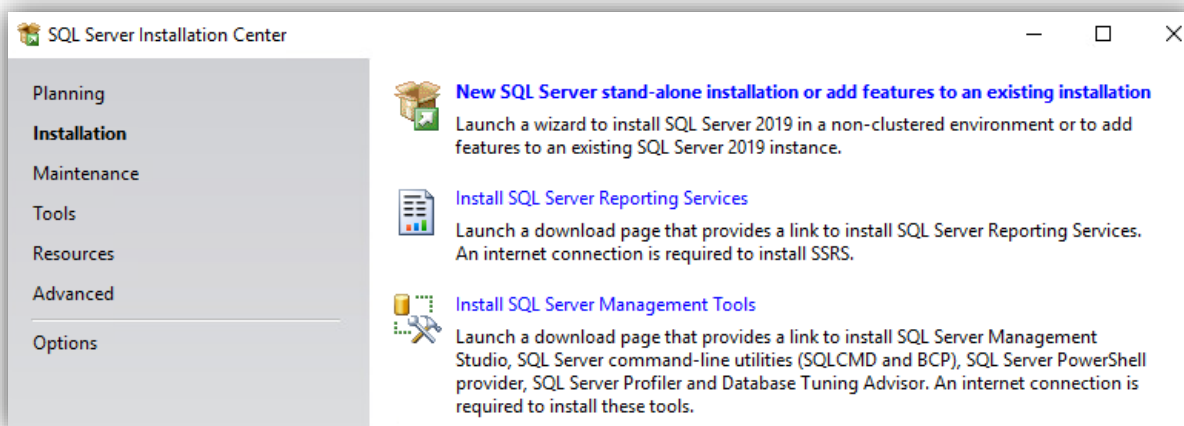 SQL Server Installation Center
Planning
Installation
Maintenance
Tools
Resources
Advanced
Options
New SQL Server stand-alone installation or add features to an existing installation
Launch a wizard to install SQL Server 2019 in a non-clustered environment or to add
features to an existing SQL Server 2019 instance.
Install SQL Server Reporting Services
Launch a download page that provides a link to install SQL Server Reporting Services.
An internet connection is required to install SSRS.
Install SQL Server Management Tools
Launch a download page that provides a link to install SQL Server Management
Studio, SQL Server command-line utilities (SQLCMD and BCP), SQL Server PowerShell
provider, SQL Server Profiler and Database Tuning Advisor. An internet connection is
required to install these tools.